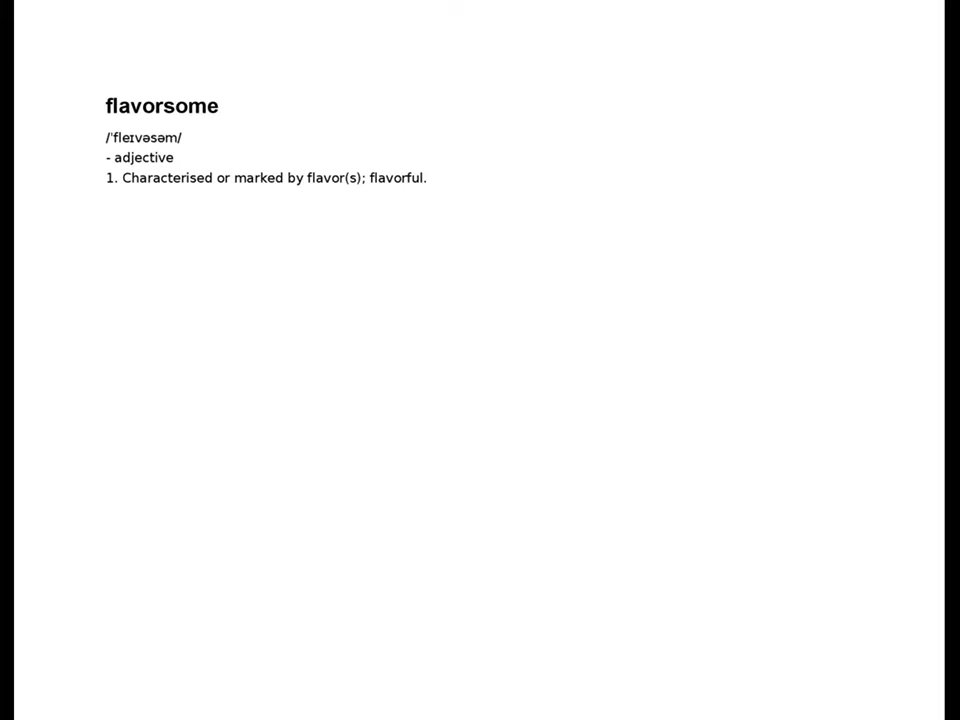 flavorsome
/ˈfleɪvəsəm/
- adjective
1. Characterised or marked by flavor(s); flavorful.